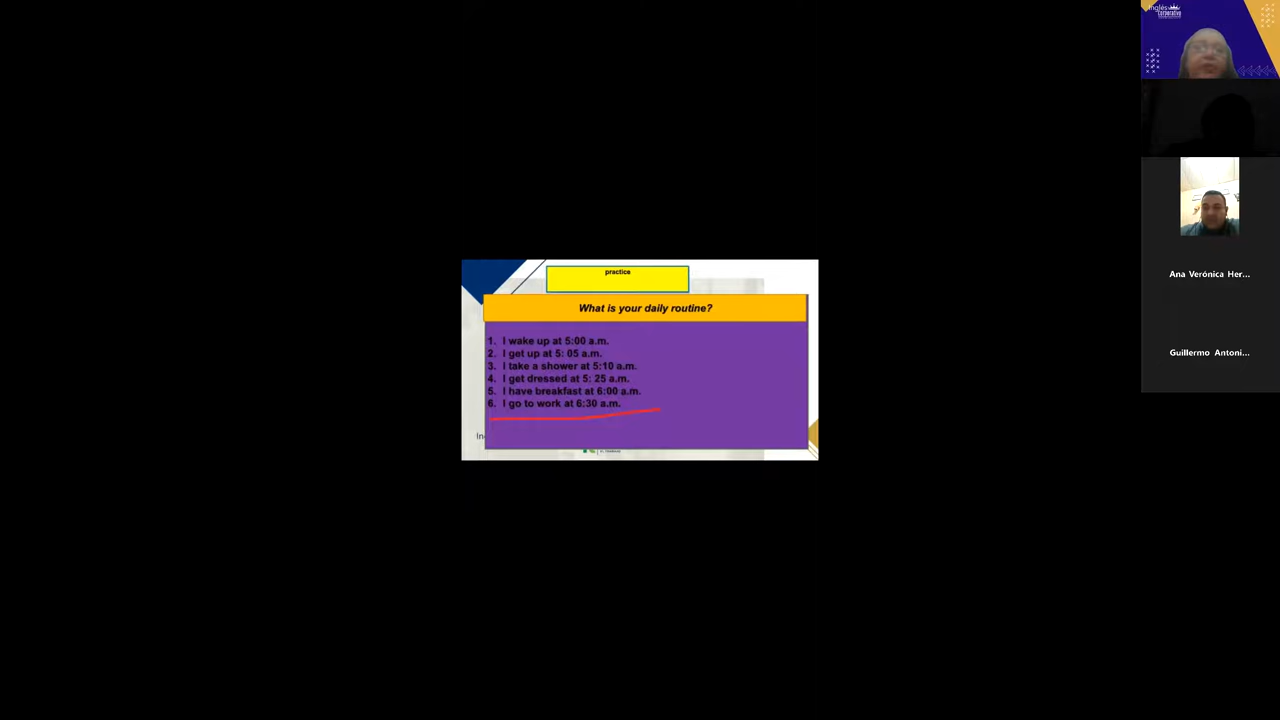 Inglés
corporativo
practice
What is your daily routine?
1. I wake up at 5:00 a.m.
2. I get up at 5: 05 a.m.
3. I take a shower at 5:10 a.m.
4. I get dressed at 5: 25 a.m.
5. I have breakfast at 6:00 a.m.
6. I go to work at 6:30 a.m.
Ana Verónica Her...
Guillermo Antoni...